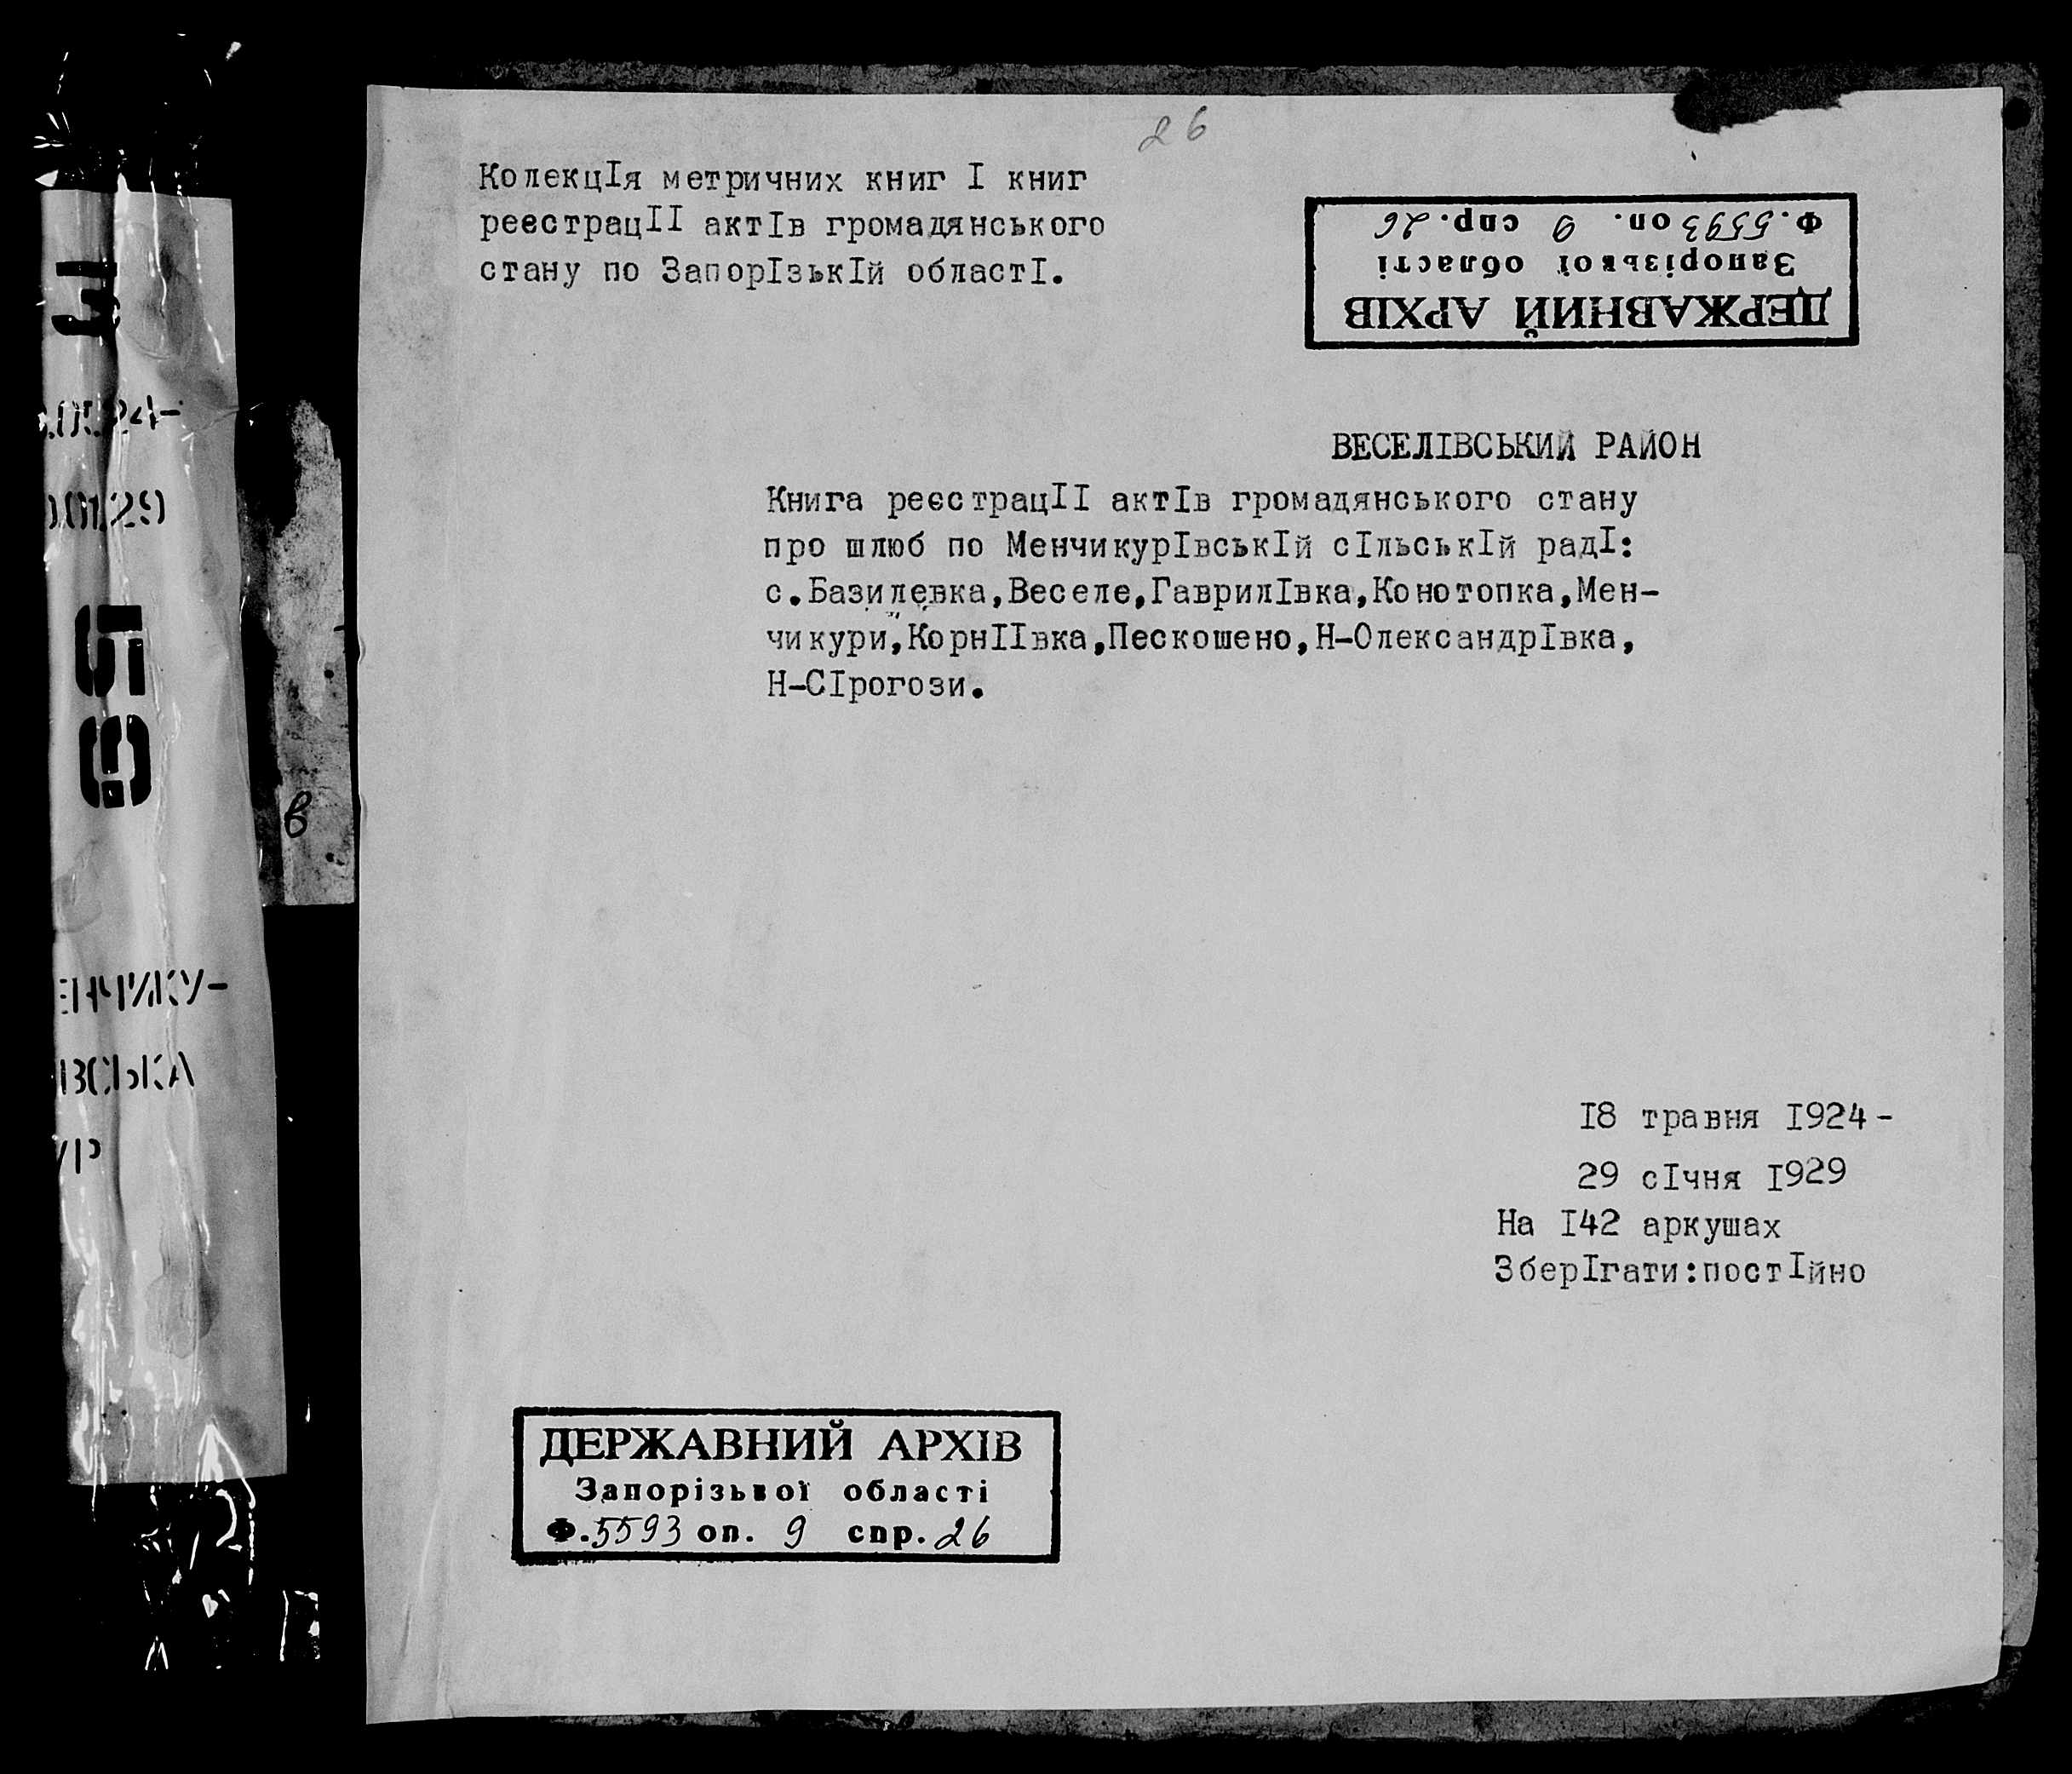 26
КолекцІя метричних книг І книг
реєстрацІІ актІв громадянського
стану по ЗапорІзькІй областІ.
ДЕРЖАВНИЙ АРХІВ
Запорізької області
Ф.5593 оп. 9 спр.26
ВЕСЕЛІВСЬКИЙ РАЙОН
Книга реєстрацІІ актІв громадянського стану
про шлюб по МенчикурІвськІй сІльськІй радІ:
с.Базилевка,Веселе,ГаврилІвка,Конотопка,Мен-
чикури,КорнІІвка,Пескошено,Н-ОлександрІвка,
Н-СІрогози.
І8 травня І924-
29 сІчня І929
На І42 аркушах
ЗберІгати:постІйно
ДЕРЖАВНИЙ АРХІВ
Запорізької області
Ф.5593 оп. 9 спр.26
59
ЕНЧИКУ-
ІВСЬКА
в